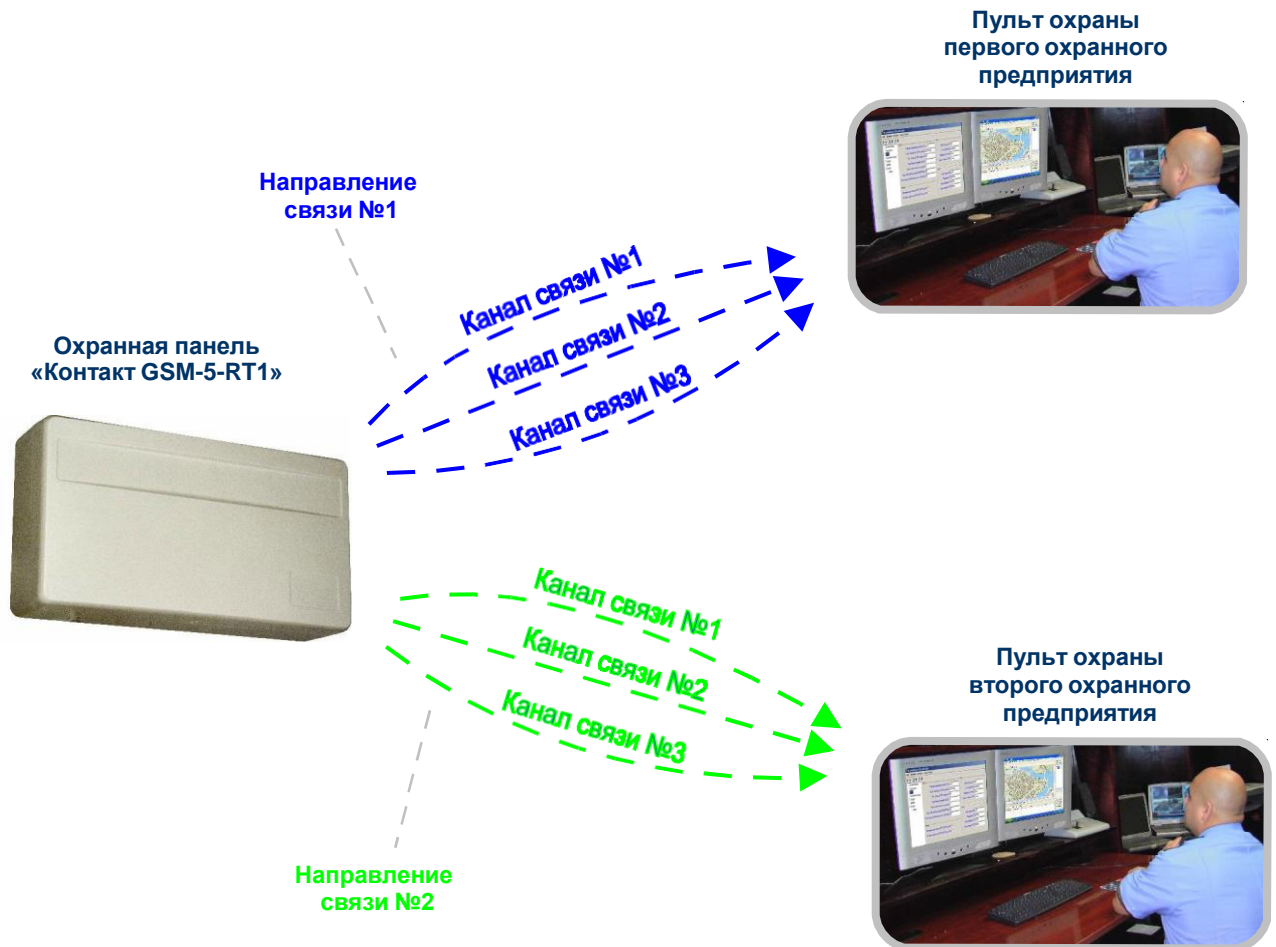 Пульт охраны
первого охранного
предприятия
Направление
связи №1
Канал связи №1
Канал связи №2
Канал связи №3
Охранная панель
«Контакт GSM-5-RT1»
Канал связи №1
Канал связи №2
Канал связи №3
Пульт охраны
второго охранного
предприятия
Направление
связи №2